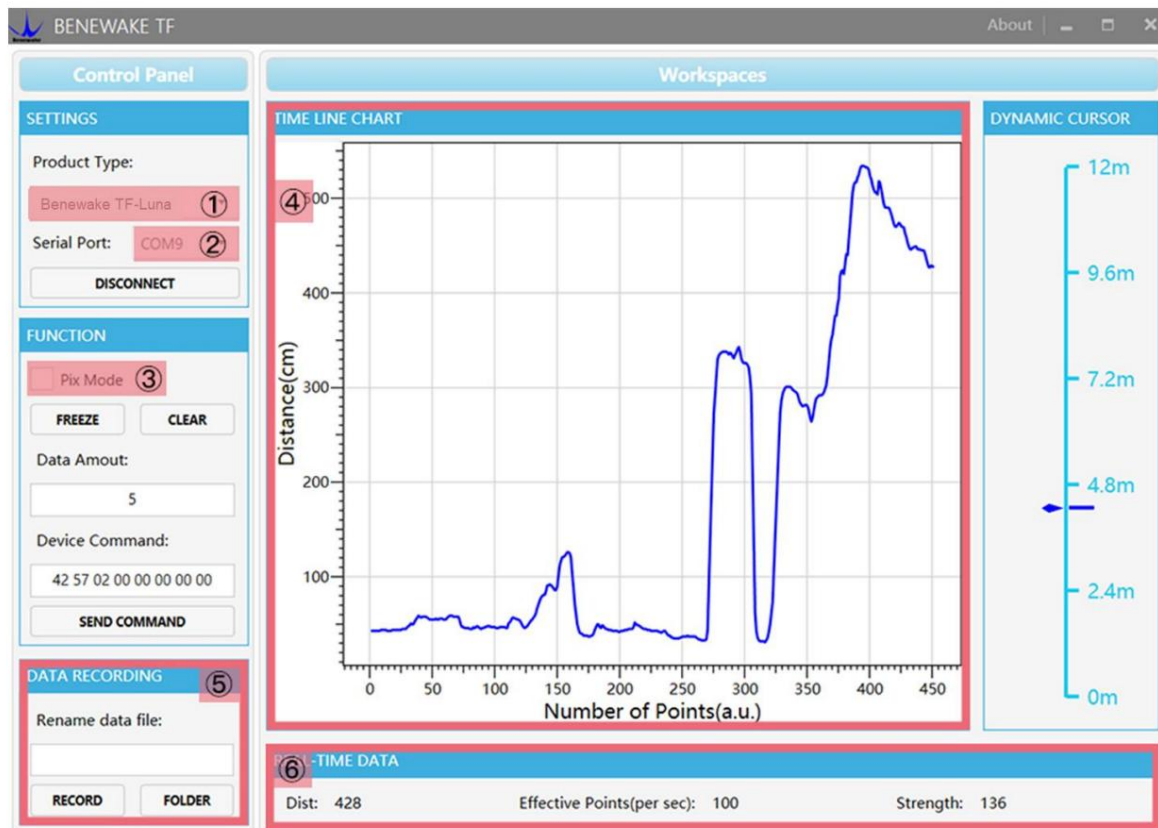 BENEWAKE TF
About
Control Panel
Workspaces
SETTINGS
Product Type:
Benewake TF-Luna ①
Serial Port: COM9 ②
DISCONNECT
FUNCTION
Pix Mode ③
FREEZE CLEAR
Data Amout:
5
Device Command:
42 57 02 00 00 00 00 00
SEND COMMAND
DATA RECORDING ⑤
Rename data file:
RECORD FOLDER
TIME LINE CHART
④
500
400
300
200
100
Distance(cm)
0 50 100 150 200 250 300 350 400 450
Number of Points(a.u.)
DYNAMIC CURSOR
12m
9.6m
7.2m
4.8m
2.4m
0m
⑥ REAL-TIME DATA
Dist: 428 Effective Points(per sec): 100 Strength: 136